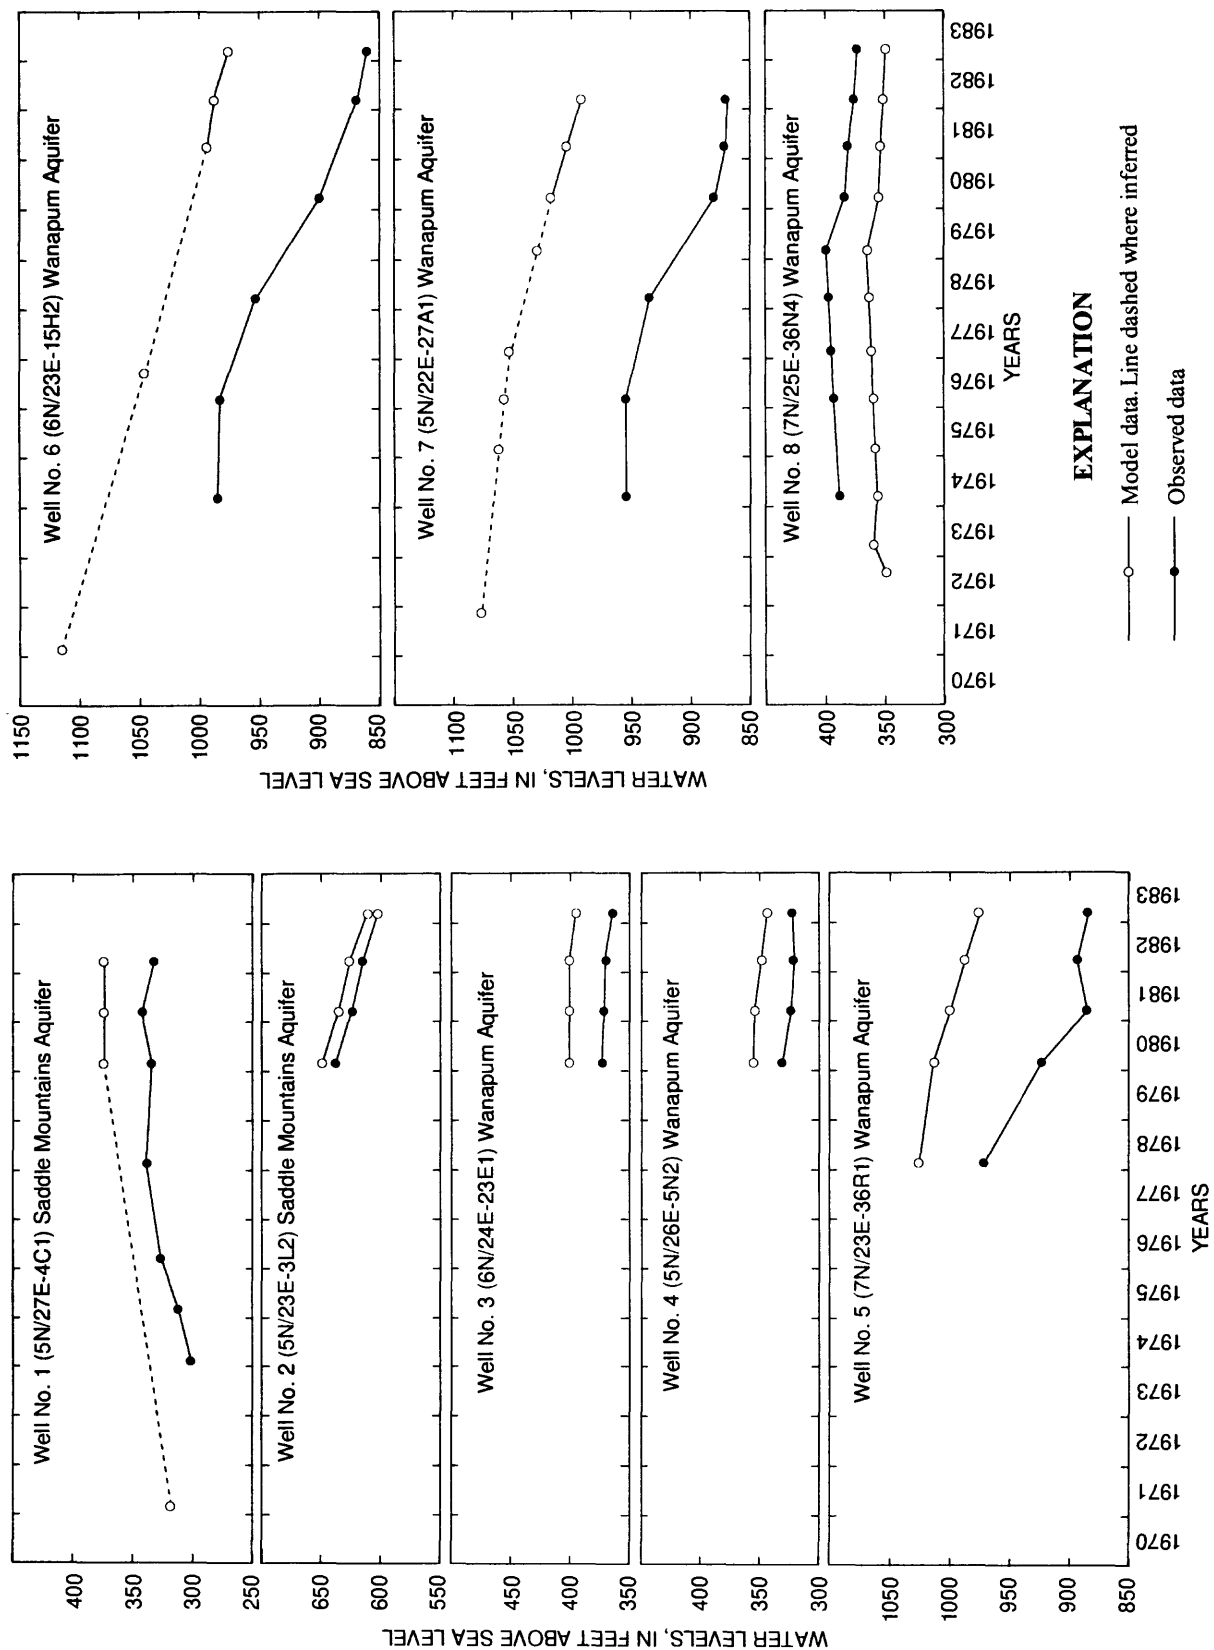 WATER LEVELS, IN FEET ABOVE SEA LEVEL
Well No. 1 (5N/27E-4C1) Saddle Mountains Aquifer
400
350
300
250
Well No. 2 (5N/23E-3L2) Saddle Mountains Aquifer
650
600
550
Well No. 3 (6N/24E-23E1) Wanapum Aquifer
450
400
350
Well No. 4 (5N/26E-5N2) Wanapum Aquifer
400
350
300
Well No. 5 (7N/23E-36R1) Wanapum Aquifer
1050
1000
950
900
850
1970 1971 1972 1973 1974 1975 1976 1977 1978 1979 1980 1981 1982 1983
YEARS
WATER LEVELS, IN FEET ABOVE SEA LEVEL
Well No. 6 (6N/23E-15H2) Wanapum Aquifer
1150
1100
1050
1000
950
900
850
Well No. 7 (5N/22E-27A1) Wanapum Aquifer
1100
1050
1000
950
900
850
Well No. 8 (7N/25E-36N4) Wanapum Aquifer
400
350
300
1970 1971 1972 1973 1974 1975 1976 1977 1978 1979 1980 1981 1982 1983
YEARS
EXPLANATION
Model data. Line dashed where inferred
Observed data